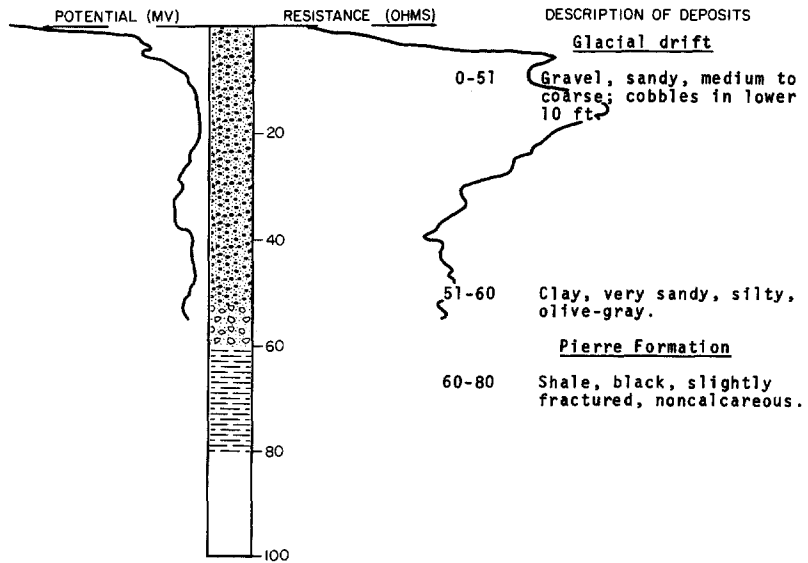 POTENTIAL (MV) RESISTANCE (OHMS) DESCRIPTION OF DEPOSITS
Glacial drift
0-51 Gravel, sandy, medium to
coarse; cobbles in lower
10 ft.
20
40
51-60 Clay, very sandy, silty,
olive-gray.
60
Pierre Formation
60-80 Shale, black, slightly
fractured, noncalcareous.
80
100